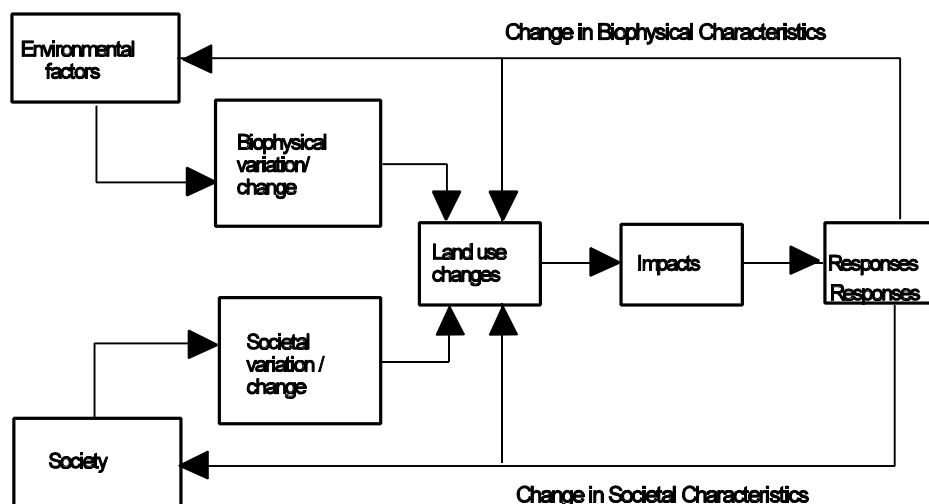 Change in Biophysical Characteristics
Environmental
factors
Biophysical
variation/
change
Land use
changes
Impacts
Responses
Responses
Societal
variation /
change
Society
Change in Societal Characteristics